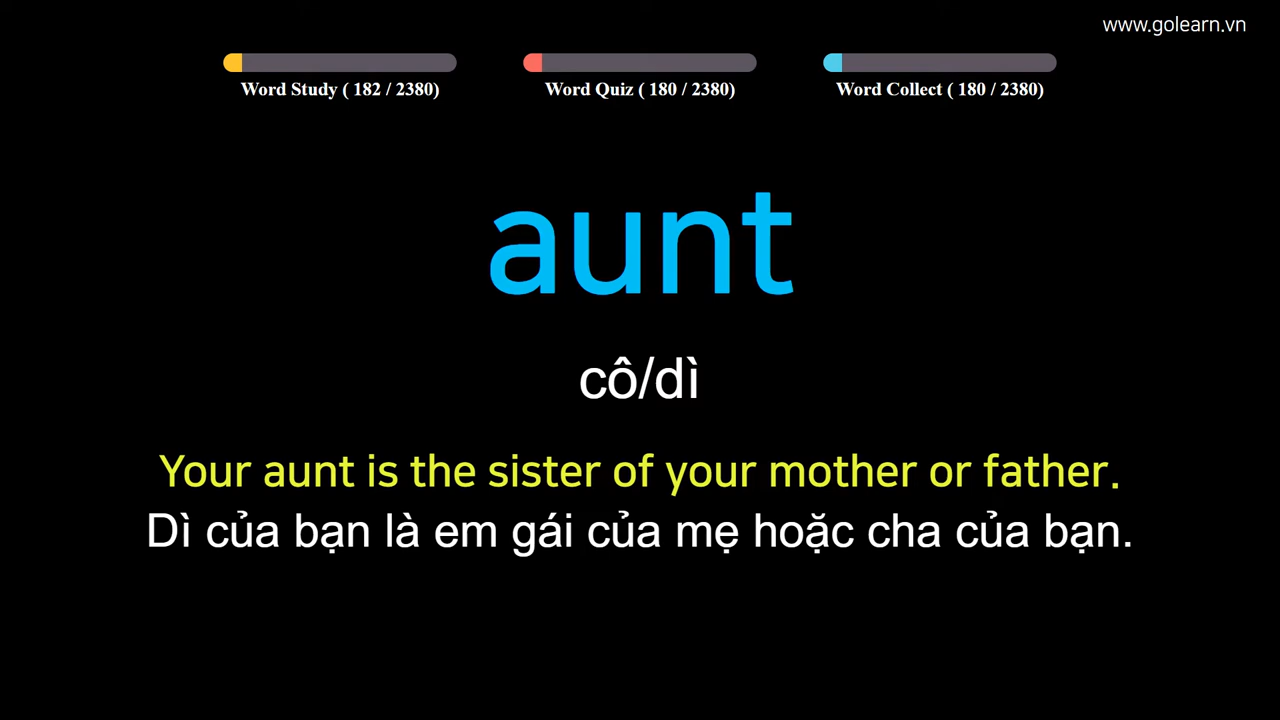 www.golearn.vn
Word Study ( 182 / 2380)
Word Quiz ( 180 / 2380)
Word Collect ( 180 / 2380)
aunt
cô/dì
Your aunt is the sister of your mother or father.
Dì của bạn là em gái của mẹ hoặc cha của bạn.